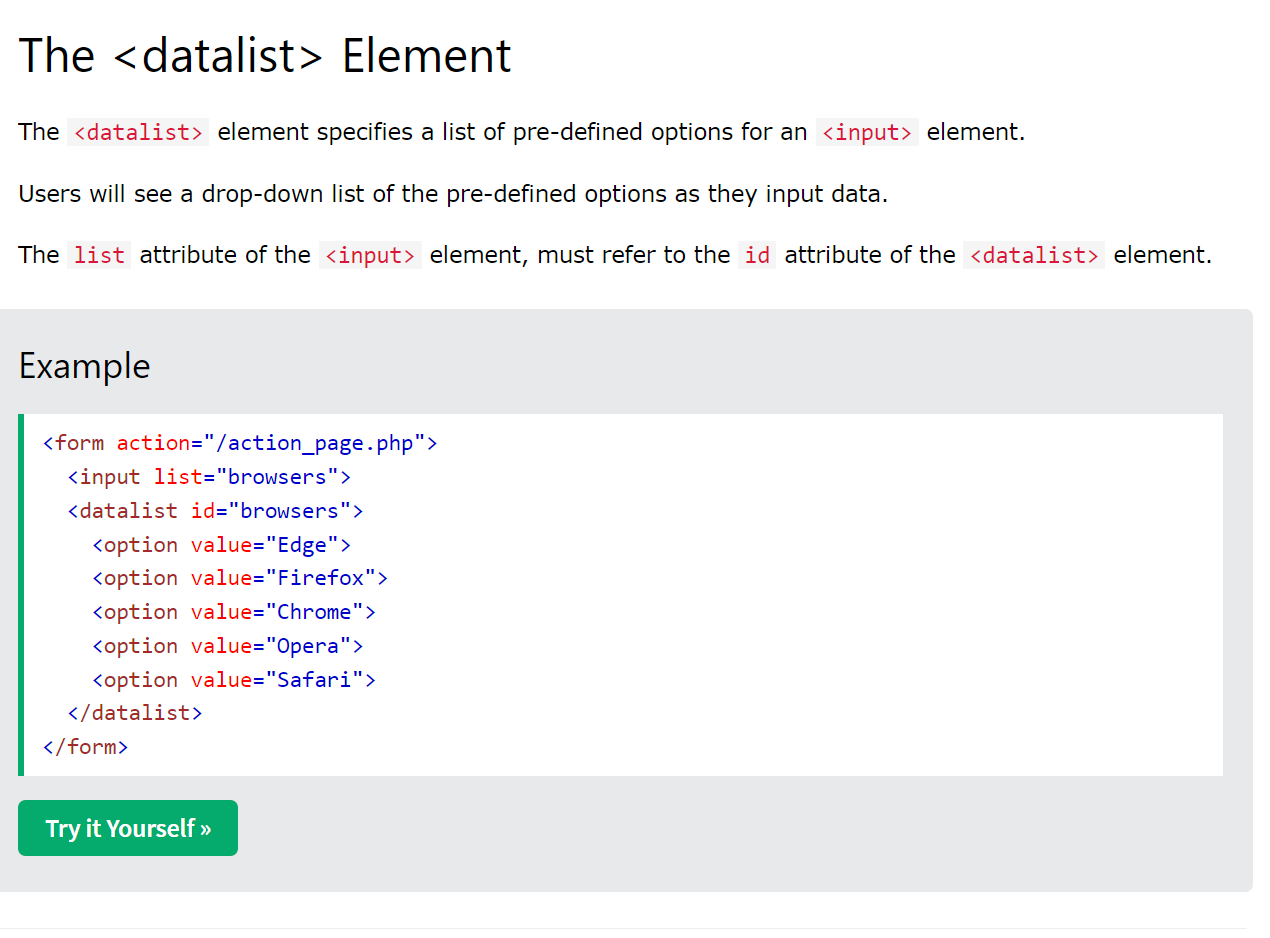 The <datalist> Element
The <datalist> element specifies a list of pre-defined options for an <input> element.
Users will see a drop-down list of the pre-defined options as they input data.
The list attribute of the <input> element, must refer to the id attribute of the <datalist> element.
Example
<form action="/action_page.php">
  <input list="browsers">
  <datalist id="browsers">
    <option value="Edge">
    <option value="Firefox">
    <option value="Chrome">
    <option value="Opera">
    <option value="Safari">
  </datalist>
</form>
Try it Yourself »